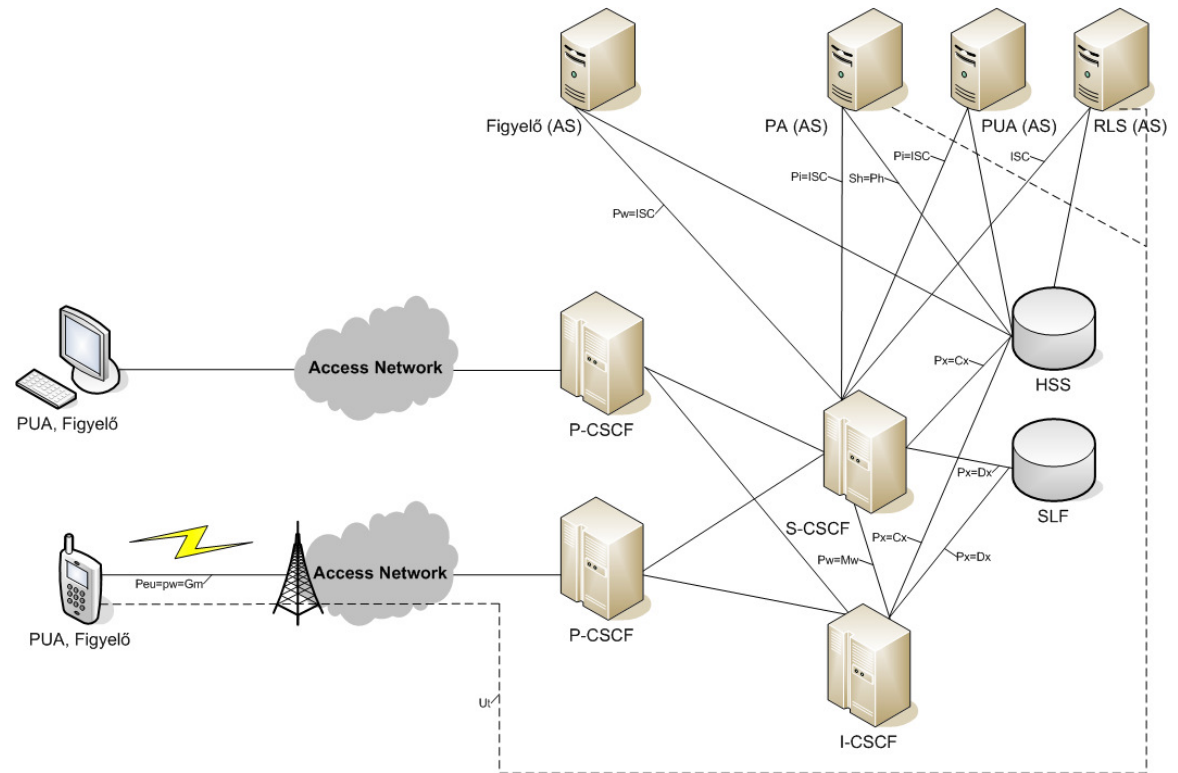 Figyelő (AS)
PA (AS)
PUA (AS)
RLS (AS)
Pi=ISC
ISC
Pi=ISC
Sh=Ph
Pw=ISC
Access Network
Px=Cx
HSS
PUA, Figyelő
P-CSCF
Px=Dx
S-CSCF
SLF
Px=Cx
Pw=Mw
Px=Dx
Access Network
Peu=pw=Gm
PUA, Figyelő
P-CSCF
Ut
I-CSCF